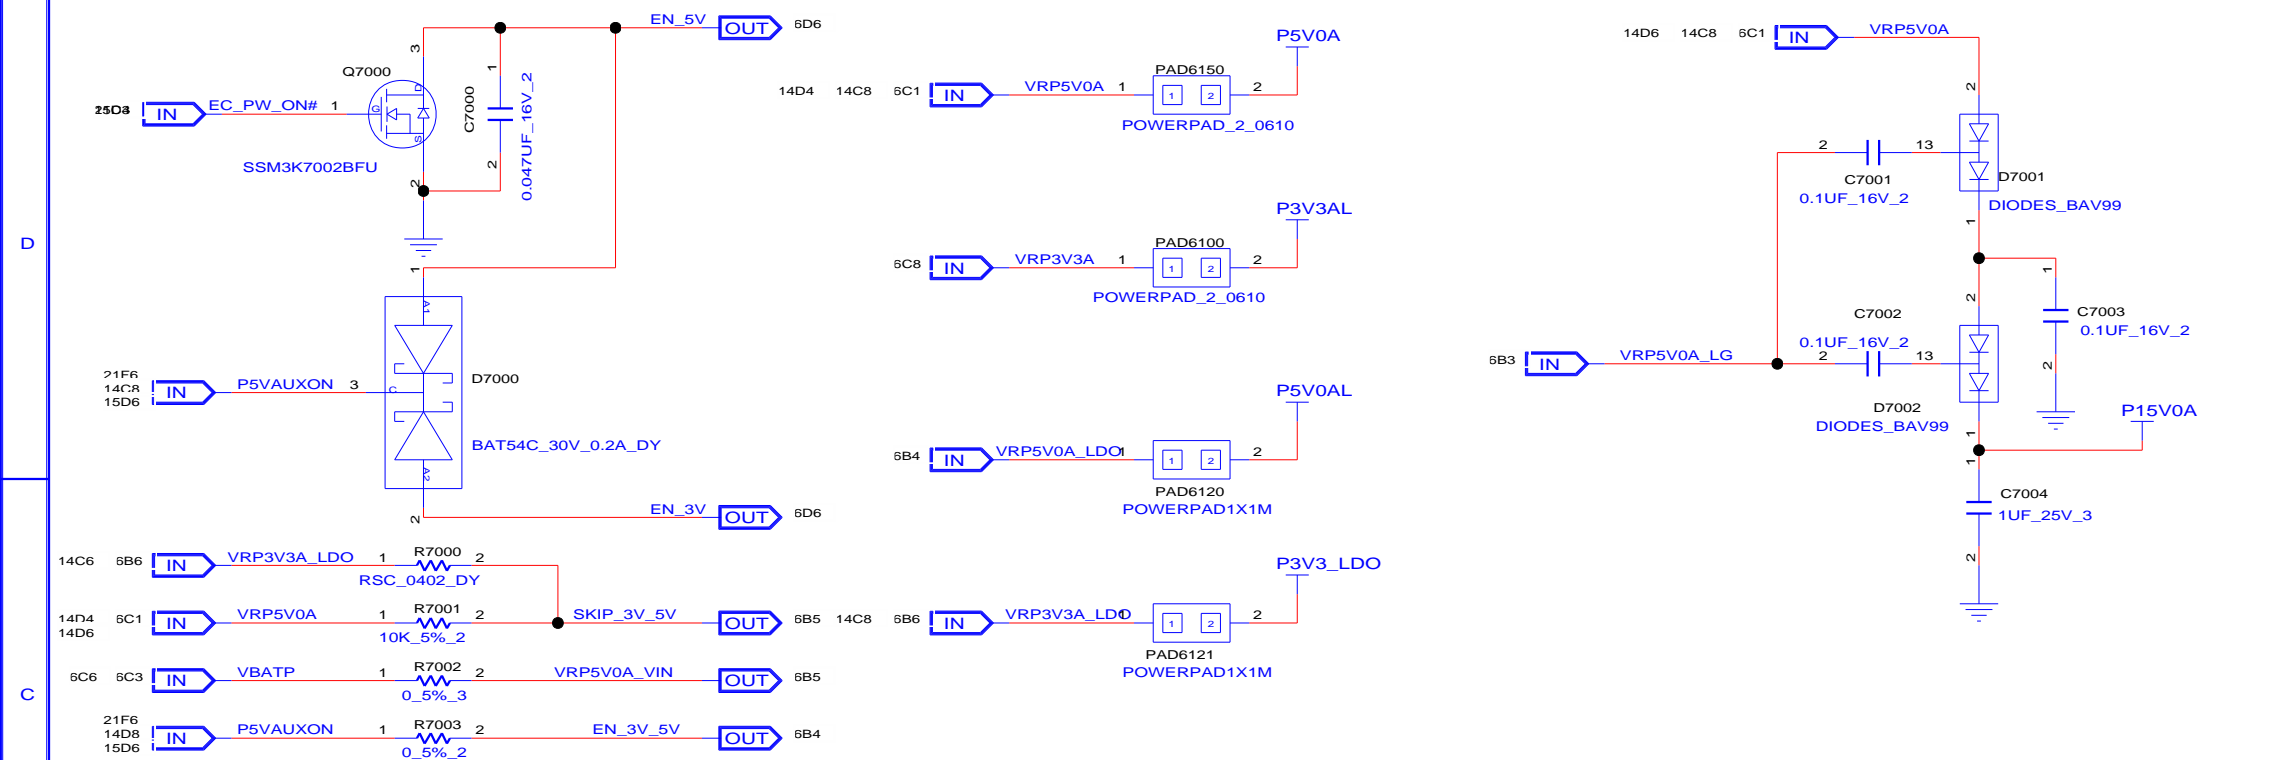 D
C
EN_5V
OUT
6D6
3
Q7000
D
G
S
IN
EC_PW_ON#
1
SSM3K7002BFU
2
1
C7000
0.047UF_16V_2
2
1
A1
21F6
14C8
15D6
IN
P5VAUXON
3
C
D7000
BAT54C_30V_0.2A_DY
A2
2
EN_3V
OUT
6D6
14C6
6B6
IN
VRP3V3A_LDO
1
R7000
2
RSC_0402_DY
14D4
6C1
14D6
IN
VRP5V0A
1
R7001
2
10K_5%_2
SKIP_3V_5V
OUT
6B5
6C6
6C3
IN
VBATP
1
R7002
2
0_5%_3
VRP5V0A_VIN
OUT
6B5
21F6
14D8
15D6
IN
P5VAUXON
1
R7003
2
0_5%_2
EN_3V_5V
OUT
6B4
P5V0A
14D4
14C8
6C1
IN
VRP5V0A
1
PAD6150
1
2
2
POWERPAD_2_0610
P3V3AL
6C8
IN
VRP3V3A
1
PAD6100
1
2
2
POWERPAD_2_0610
P5V0AL
6B4
IN
VRP5V0A_LDO
1
1
2
2
PAD6120
POWERPAD1X1M
P3V3_LDO
14C8
6B6
IN
VRP3V3A_LDO
1
1
2
2
PAD6121
POWERPAD1X1M
14D6
14C8
6C1
IN
VRP5V0A
2
2
13
C7001
0.1UF_16V_2
D7001
DIODES_BAV99
1
2
C7002
0.1UF_16V_2
2
13
6B3
IN
VRP5V0A_LG
D7002
DIODES_BAV99
1
1
C7003
0.1UF_16V_2
2
P15V0A
1
C7004
1UF_25V_3
2